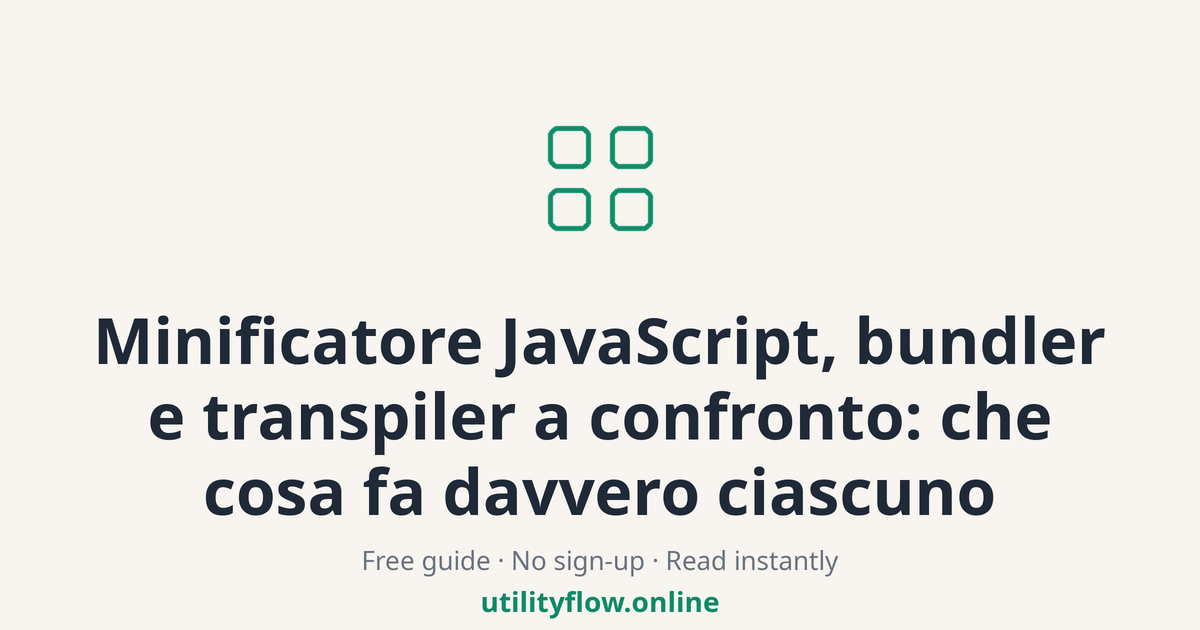 Minificatore JavaScript, bundler
e transpiler a confronto: che
cosa fa davvero ciascuno
Free guide · No sign-up · Read instantly
utilityflow.online